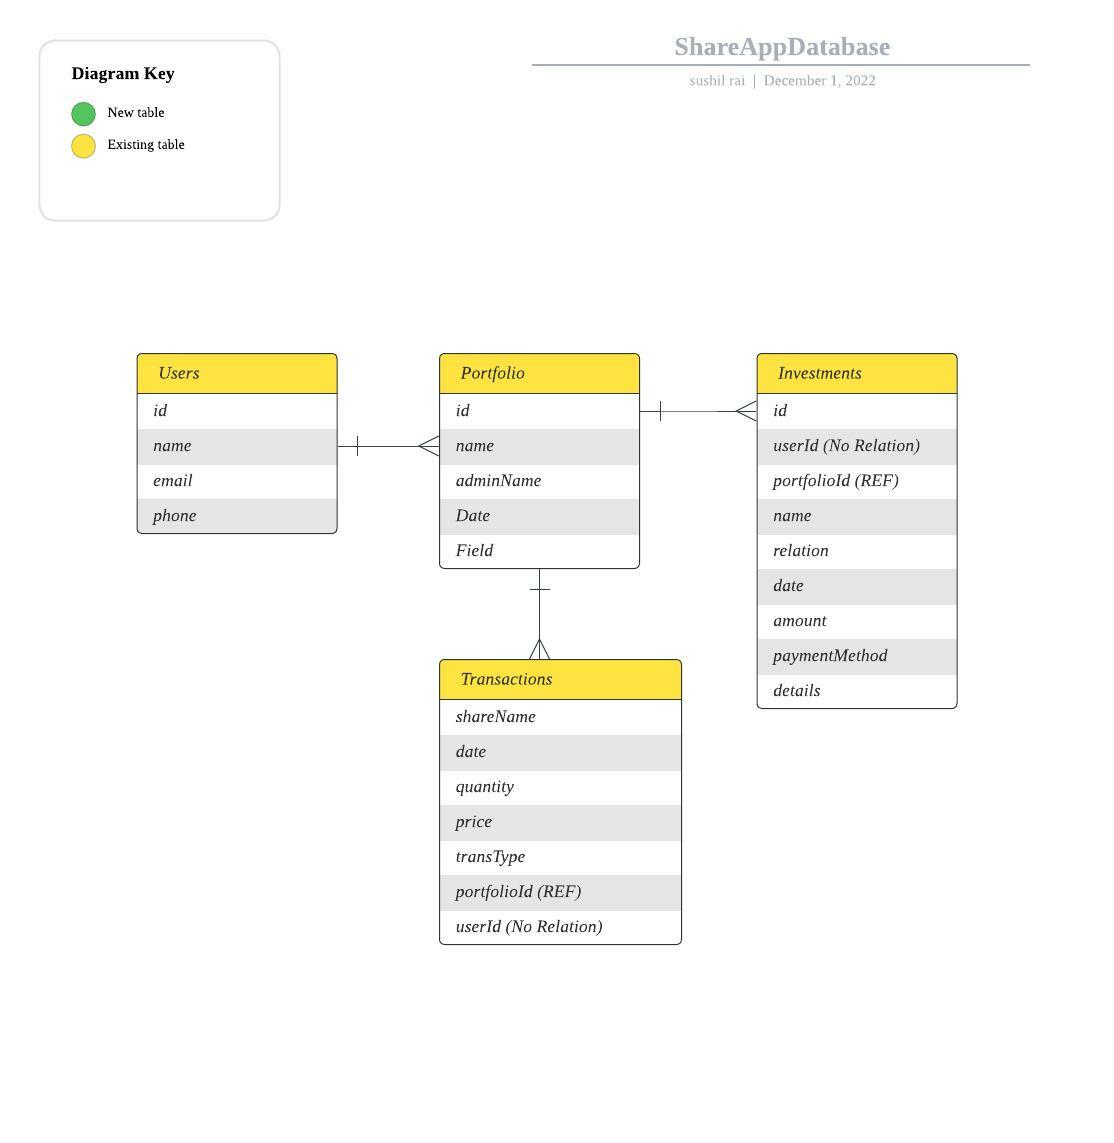 ShareAppDatabase
sushil rai | December 1, 2022
Diagram Key
New table
Existing table
Users
id
name
email
phone
Portfolio
id
name
adminName
Date
Field
Investments
id
userId (No Relation)
portfolioId (REF)
name
relation
date
amount
paymentMethod
details
Transactions
shareName
date
quantity
price
transType
portfolioId (REF)
userId (No Relation)